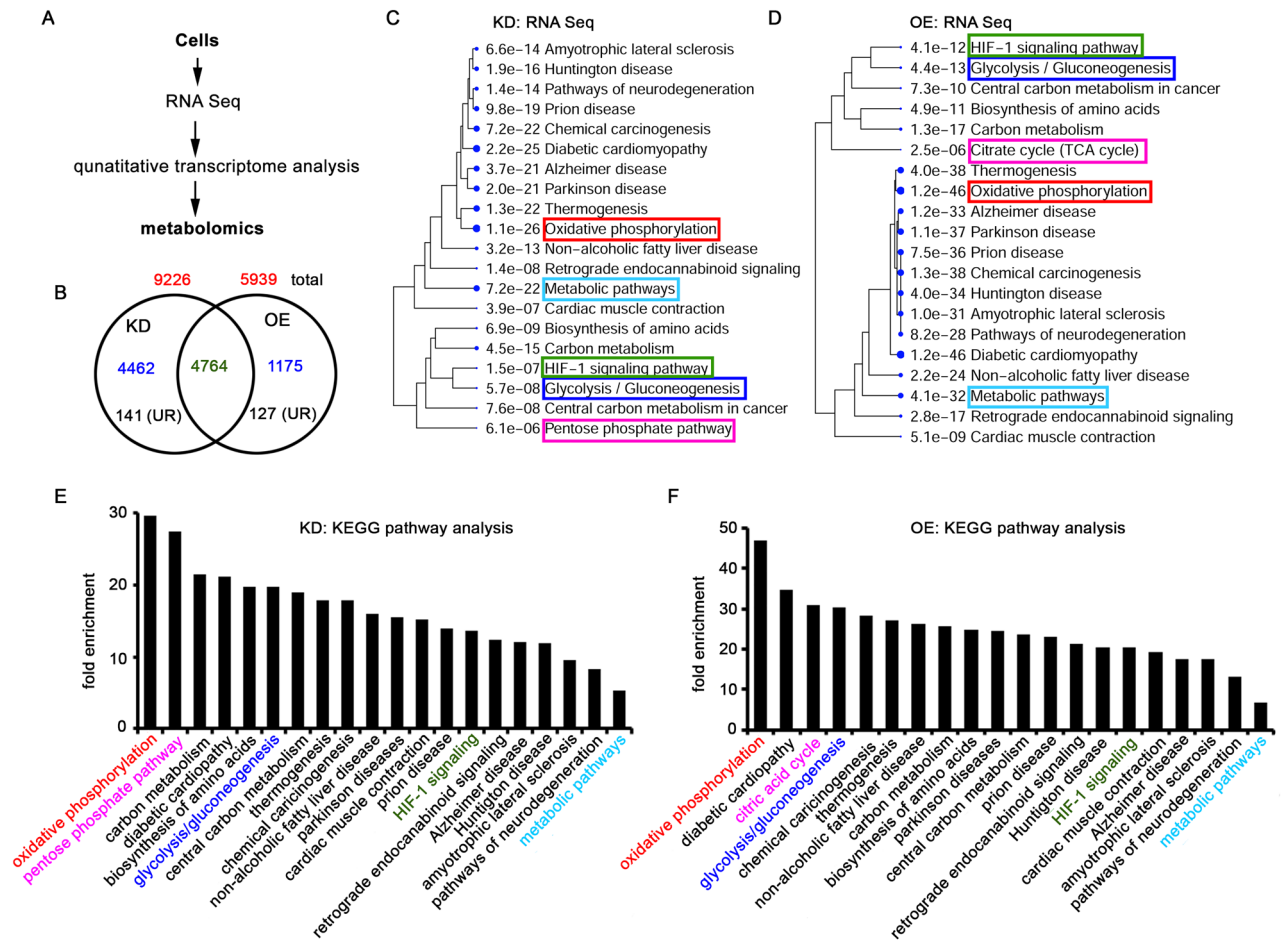 A
Cells
RNA Seq
qunatitative transcriptome analysis
metabolomics
B
9226 5939 total
KD OE
4462 4764 1175
141 (UR) 127 (UR)
C
KD: RNA Seq
6.6e−14 Amyotrophic lateral sclerosis
1.9e−16 Huntington disease
1.4e−14 Pathways of neurodegeneration
9.8e−19 Prion disease
7.2e−22 Chemical carcinogenesis
2.2e−25 Diabetic cardiomyopathy
3.7e−21 Alzheimer disease
2.0e−21 Parkinson disease
1.3e−22 Thermogenesis
1.1e−26 Oxidative phosphorylation
3.2e−13 Non−alcoholic fatty liver disease
1.4e−08 Retrograde endocannabinoid signaling
7.2e−22 Metabolic pathways
3.9e−07 Cardiac muscle contraction
6.9e−09 Biosynthesis of amino acids
4.5e−15 Carbon metabolism
1.5e−07 HIF−1 signaling pathway
5.7e−08 Glycolysis / Gluconeogenesis
7.6e−08 Central carbon metabolism in cancer
6.1e−06 Pentose phosphate pathway
D
OE: RNA Seq
4.1e−12 HIF−1 signaling pathway
4.4e−13 Glycolysis / Gluconeogenesis
7.3e−10 Central carbon metabolism in cancer
4.9e−11 Biosynthesis of amino acids
1.3e−17 Carbon metabolism
2.5e−06 Citrate cycle (TCA cycle)
4.0e−38 Thermogenesis
1.2e−46 Oxidative phosphorylation
1.2e−33 Alzheimer disease
1.1e−37 Parkinson disease
7.5e−36 Prion disease
1.3e−38 Chemical carcinogenesis
4.0e−34 Huntington disease
1.0e−31 Amyotrophic lateral sclerosis
8.2e−28 Pathways of neurodegeneration
1.2e−46 Diabetic cardiomyopathy
2.2e−24 Non−alcoholic fatty liver disease
4.1e−32 Metabolic pathways
2.8e−17 Retrograde endocannabinoid signaling
5.1e−09 Cardiac muscle contraction
E
KD: KEGG pathway analysis
fold enrichment
30
20
10
0
oxidative phosphorylation
pentose phosphate pathway
carbon metabolism
diabetic cardiopathy
biosynthesis of amino acids
glycolysis/gluconeogenesis
central carbon metabolism
thermogenesis
chemical carcinogenesis
non-alcoholic fatty liver disease
parkinson diseases
cardiac muscle contraction
prion disease
HIF-1 signaling
retrograde endocannabinoid signaling
Alzheimer disease
Huntigton disease
amyotrophic lateral sclerosis
pathways of neurodegeneration
metabolic pathways
F
OE: KEGG pathway analysis
fold enrichment
50
40
30
20
10
0
oxidative phosphorylation
diabetic cardiopathy
citric acid cycle
glycolysis/glucogenesis
chemical caricinogenesis
thermogenesis
non-alcoholic fatty liver disease
carbon metabolism
biosynthesis of amino acids
parkinson diseases
central carbon metabolism
prion disease
retrograde endocannabinoid signaling
Huntigton disease
HIF-1 signaling
cardiac muscle contraction
Alzheimer disease
amyotrophic lateral sclerosis
pathways of neurodegeneration
metabolic pathways